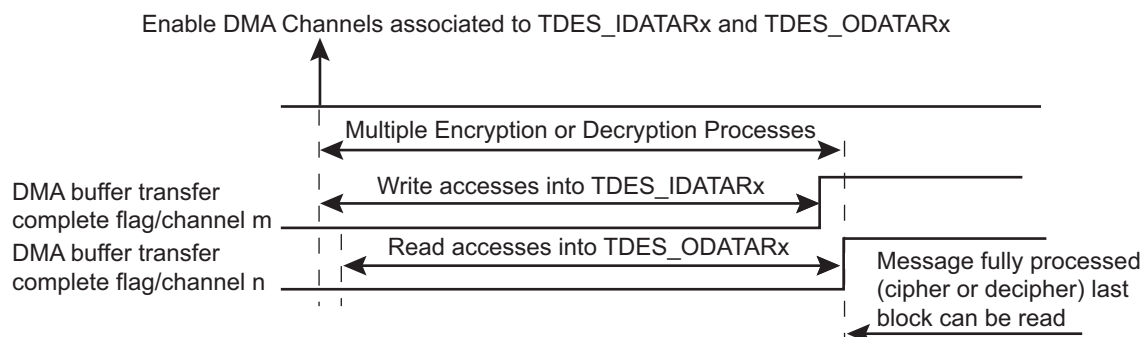 Enable DMA Channels associated to TDES_IDATARx and TDES_ODATARx
Multiple Encryption or Decryption Processes
DMA buffer transfer
complete flag/channel m
Write accesses into TDES_IDATARx
DMA buffer transfer
complete flag/channel n
Read accesses into TDES_ODATARx
Message fully processed
(cipher or decipher) last
block can be read